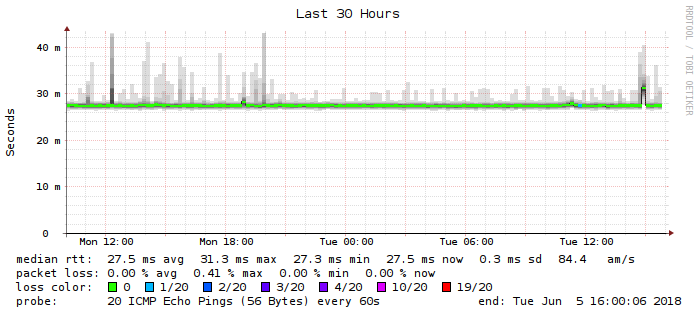 Last 30 Hours
RRDTOOL / TOBI OETIKER
Seconds
40 m
30 m
20 m
10 m
0
Mon 12:00 Mon 18:00 Tue 00:00 Tue 06:00 Tue 12:00
median rtt: 27.5 ms avg 31.3 ms max 27.3 ms min 27.5 ms now 0.3 ms sd 84.4 am/s
packet loss: 0.00 % avg 0.41 % max 0.00 % min 0.00 % now
loss color: 0 1/20 2/20 3/20 4/20 10/20 19/20
probe: 20 ICMP Echo Pings (56 Bytes) every 60s end: Tue Jun 5 16:00:06 2018